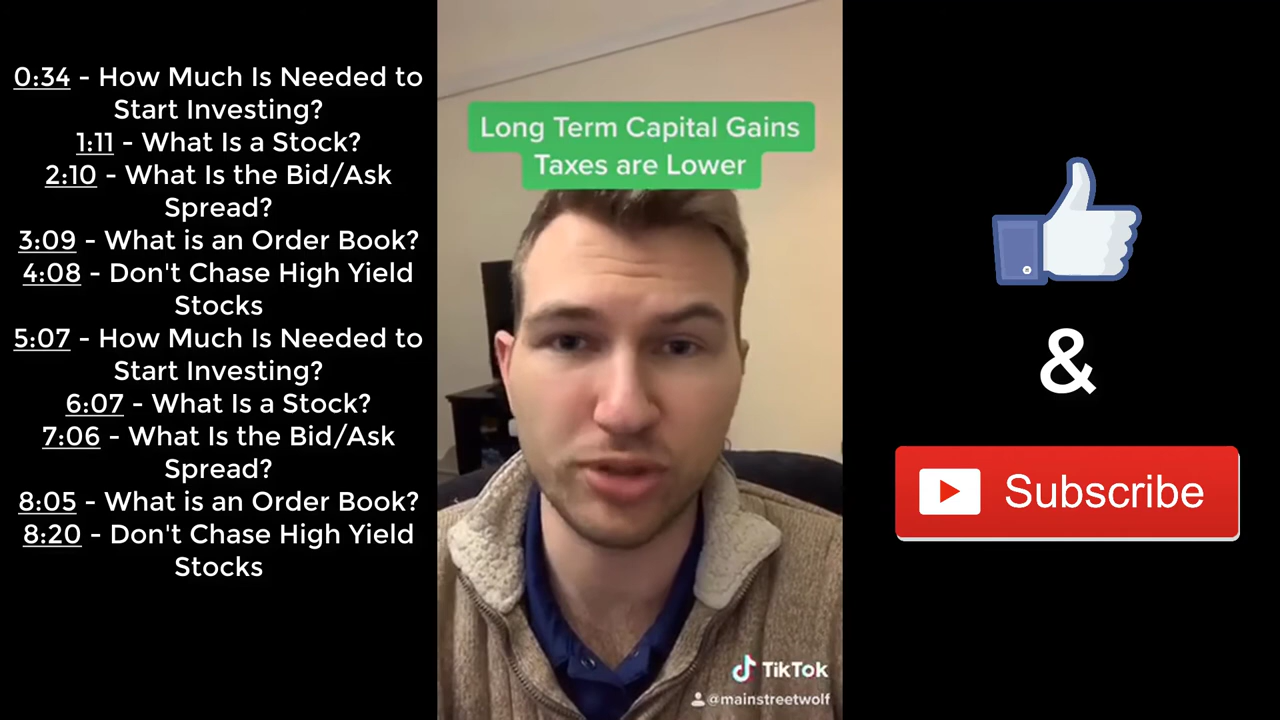 0:34 - How Much Is Needed to
Start Investing?
1:11 - What Is a Stock?
2:10 - What Is the Bid/Ask
Spread?
3:09 - What is an Order Book?
4:08 - Don't Chase High Yield
Stocks
5:07 - How Much Is Needed to
Start Investing?
6:07 - What Is a Stock?
7:06 - What Is the Bid/Ask
Spread?
8:05 - What is an Order Book?
8:20 - Don't Chase High Yield
Stocks
Long Term Capital Gains
Taxes are Lower
TikTok
@mainstreetwolf
&
Subscribe